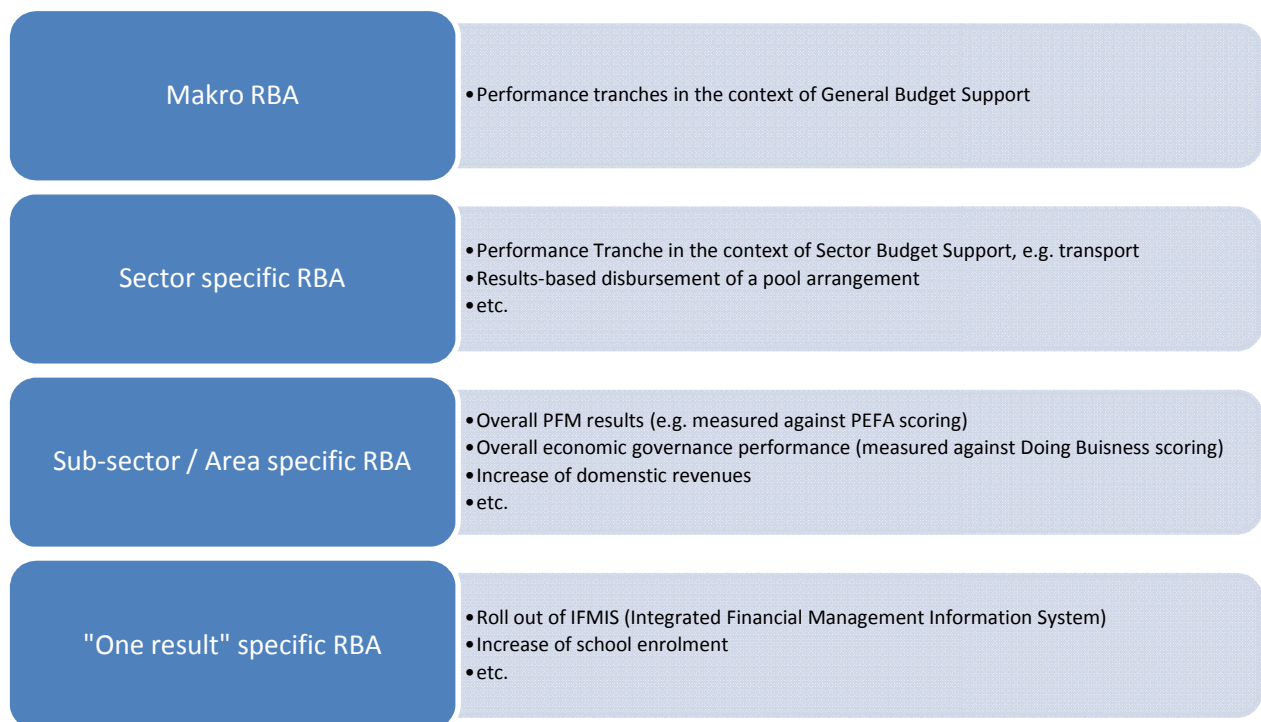 Makro RBA
•Performance tranches in the context of General Budget Support
Sector specific RBA
•Performance Tranche in the context of Sector Budget Support, e.g. transport
•Results-based disbursement of a pool arrangement
•etc.
Sub-sector / Area specific RBA
•Overall PFM results (e.g. measured against PEFA scoring)
•Overall economic governance performance (measured against Doing Buisness scoring)
•Increase of domenstic revenues
•etc.
"One result" specific RBA
•Roll out of IFMIS (Integrated Financial Management Information System)
•Increase of school enrolment
•etc.